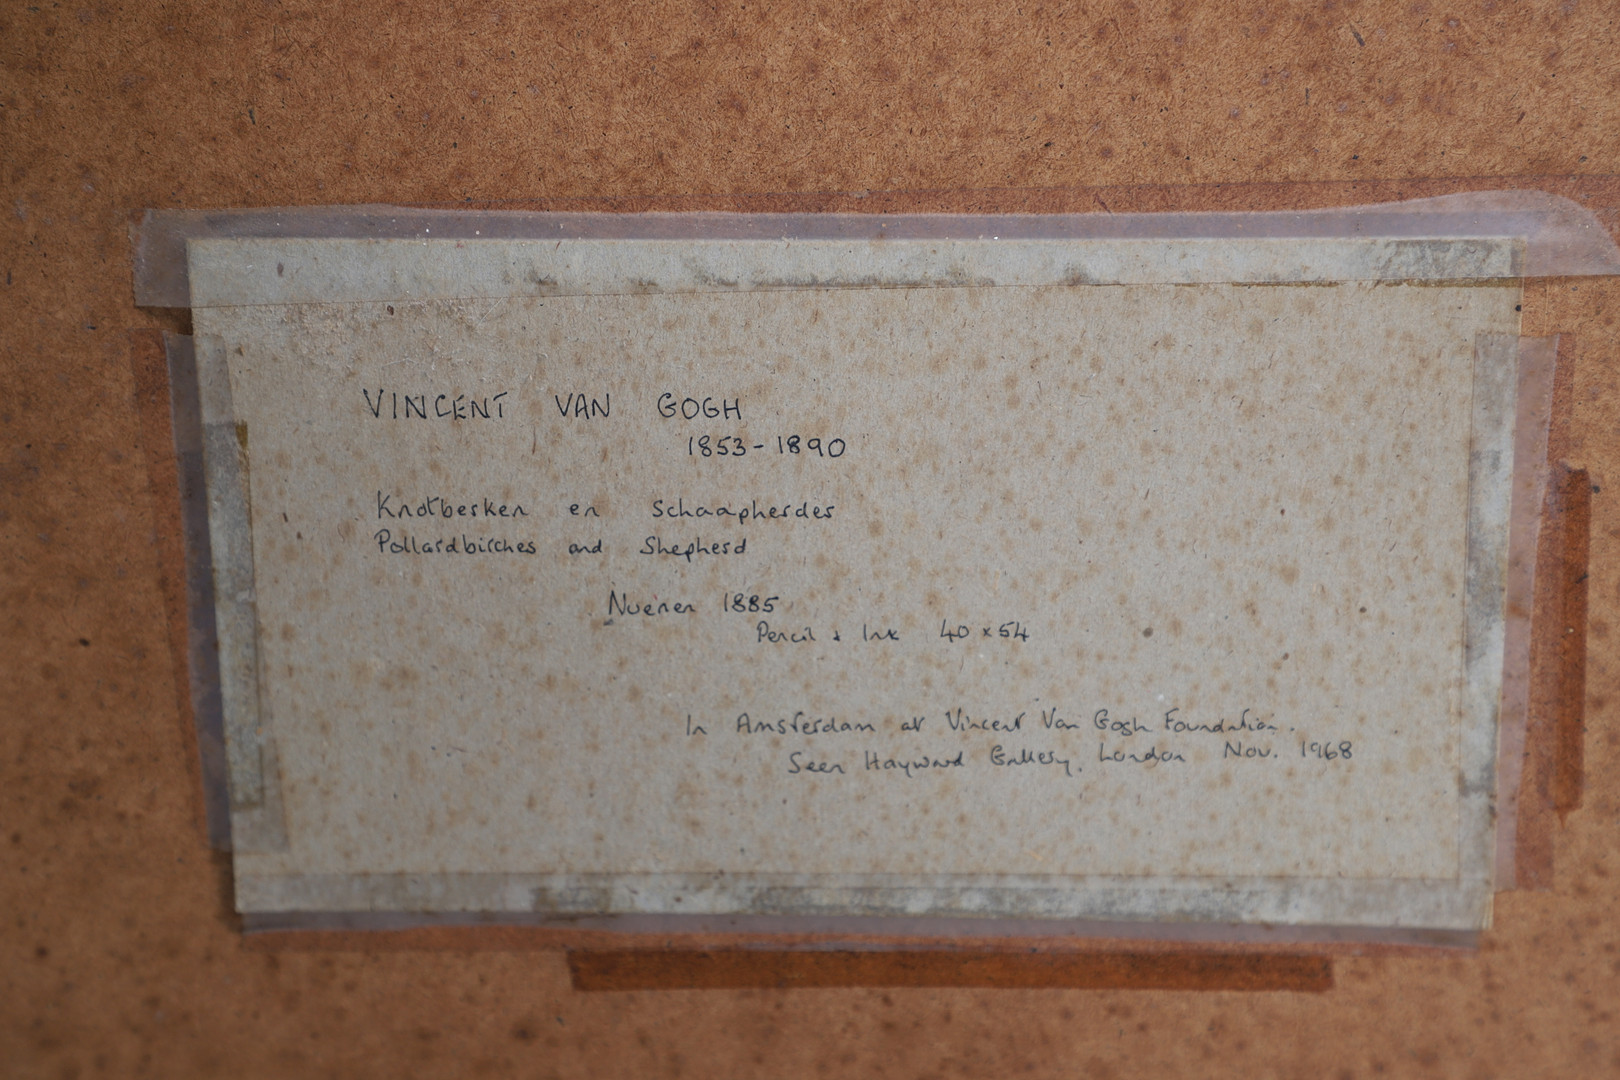 VINCENT VAN GOGH
1853-1890
Knotberken en Schaapherder
Pollardbirches and Shepherd
Nuenen 1885
Pencil & Ink 40 x 54
In Amsterdam at Vincent Van Gogh Foundation.
Seen Hayward Gallery, London Nov. 1968